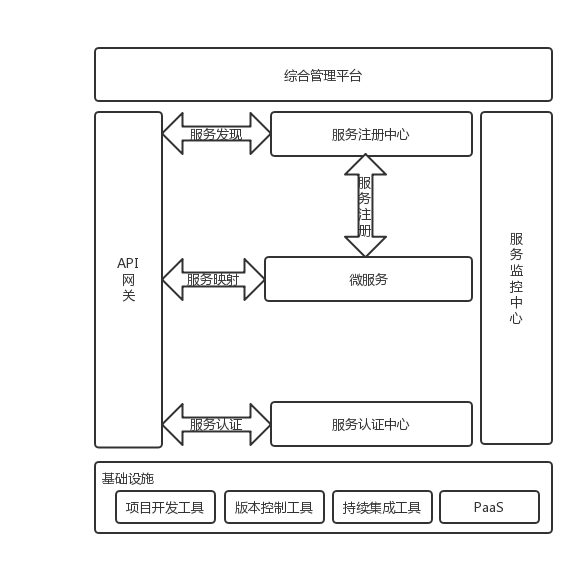 综合管理平台
服务发现
服务注册中心
服
务
注
册
API
网
关
服务映射
微服务
服
务
监
控
中
心
服务认证
服务认证中心
基础设施
项目开发工具
版本控制工具
持续集成工具
PaaS